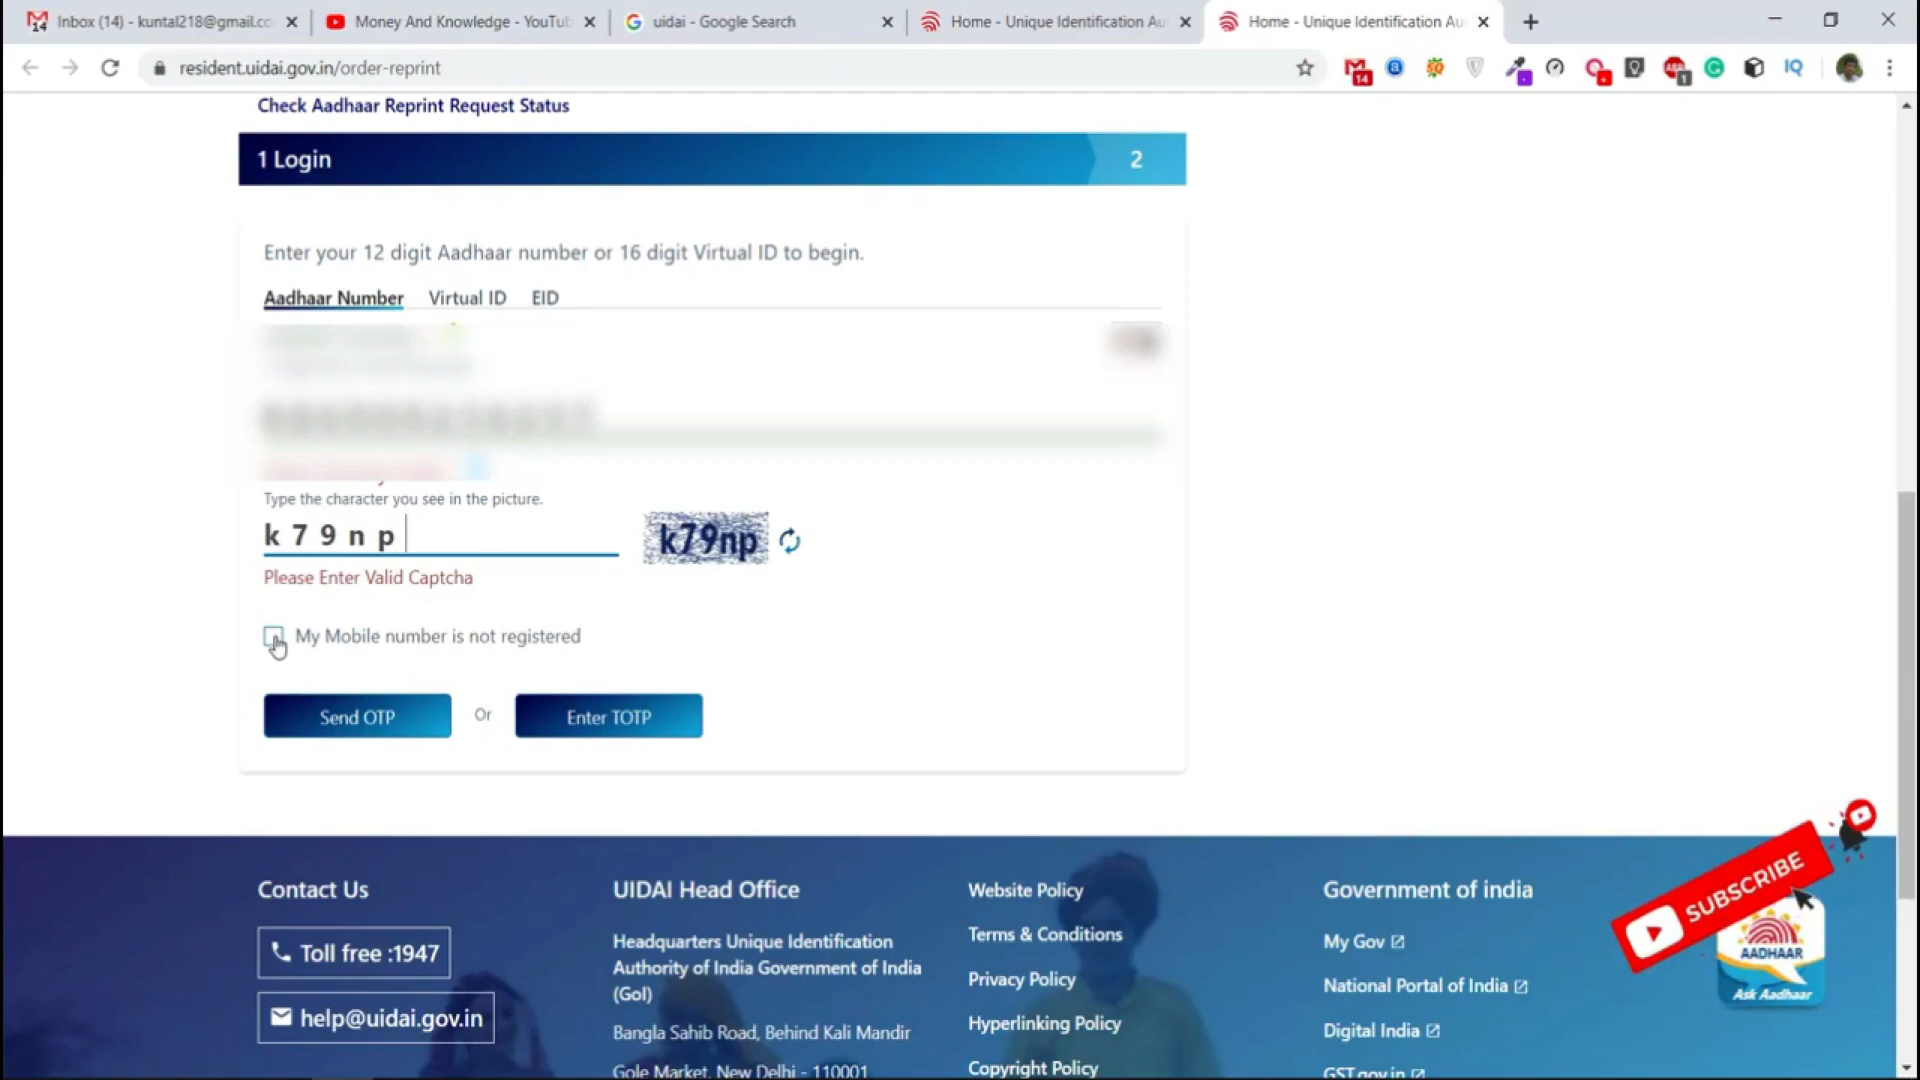 Inbox (14) - kuntal218@gmail.co
Money And Knowledge - YouTub
uidai - Google Search
Home - Unique Identification Au
Home - Unique Identification Au
resident.uidai.gov.in/order-reprint
14
1
IQ
Check Aadhaar Reprint Request Status
1 Login
2
Enter your 12 digit Aadhaar number or 16 digit Virtual ID to begin.
Aadhaar Number Virtual ID EID
Type the character you see in the picture.
k79np
k79np
Please Enter Valid Captcha
My Mobile number is not registered
Send OTP Or Enter TOTP
Contact Us
Toll free :1947
help@uidai.gov.in
UIDAI Head Office
Headquarters Unique Identification
Authority of India Government of India
(GoI)
Bangla Sahib Road, Behind Kali Mandir
Gole Market, New Delhi - 110001
Website Policy
Terms & Conditions
Privacy Policy
Hyperlinking Policy
Copyright Policy
Government of india
My Gov
National Portal of India
Digital India
GST.gov.in
SUBSCRIBE
AADHAAR
Ask Aadhaar